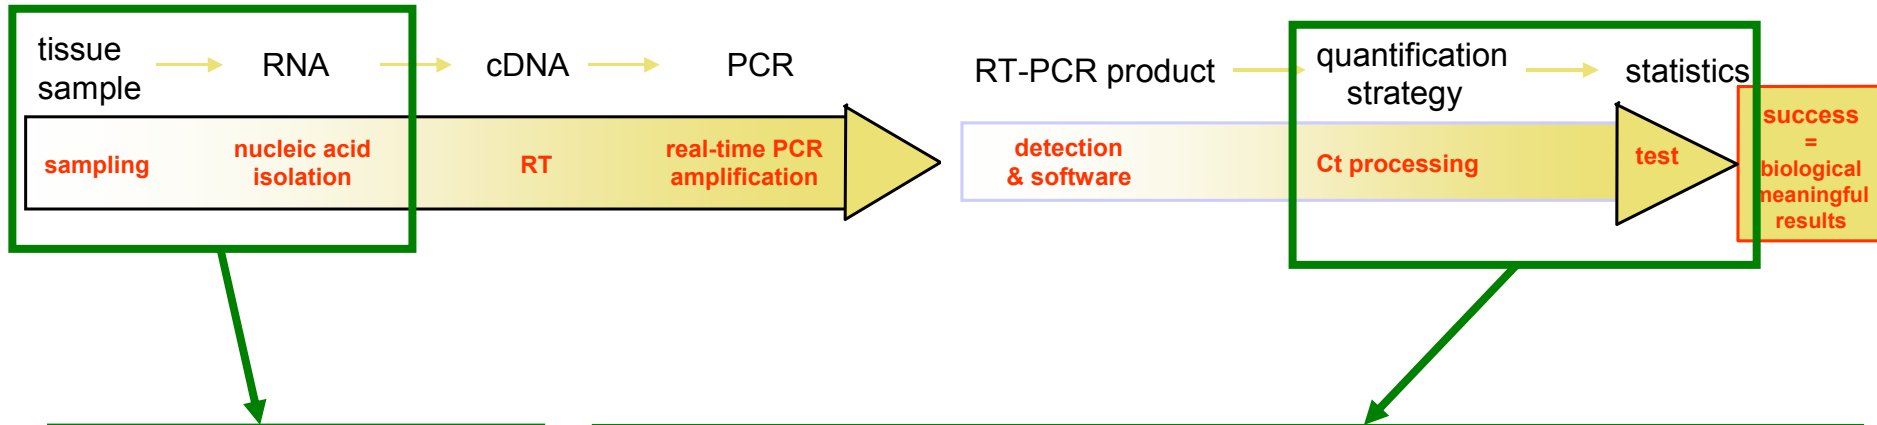 tissue
sample
RNA
cDNA
PCR
RT-PCR product
quantification
strategy
statistics
sampling
nucleic acid
isolation
RT
real-time PCR
amplification
detection
& software
Ct processing
test
success
=
biological
meaningful
results